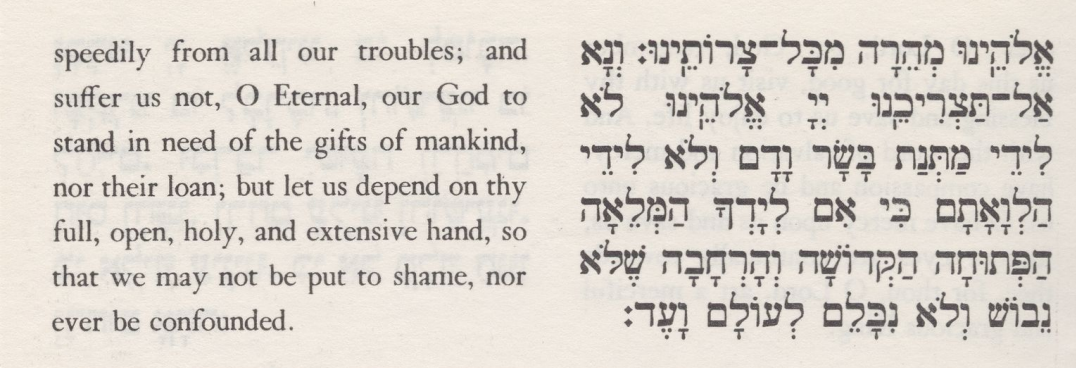 speedily from all our troubles; and
suffer us not, O Eternal, our God to
stand in need of the gifts of mankind,
nor their loan; but let us depend on thy
full, open, holy, and extensive hand, so
that we may not be put to shame, nor
ever be confounded.
אֱלֹהֵינוּ מְהֵרָה מִכָּל־צָרוֹתֵינוּ׃ וְנָא
אַל־תַּצְרִיכֵנוּ יְיָ אֱלֹהֵינוּ לֹא
לִידֵי מַתְּנַת בָּשָׂר וָדָם וְלֹא לִידֵי
הַלְוָאָתָם כִּי אִם לְיָדְךָ הַמְּלֵאָה
הַפְּתוּחָה הַקְּדוֹשָׁה וְהָרְחָבָה שֶׁלֹּא
נֵבוֹשׁ וְלֹא נִכָּלֵם לְעוֹלָם וָעֶד׃